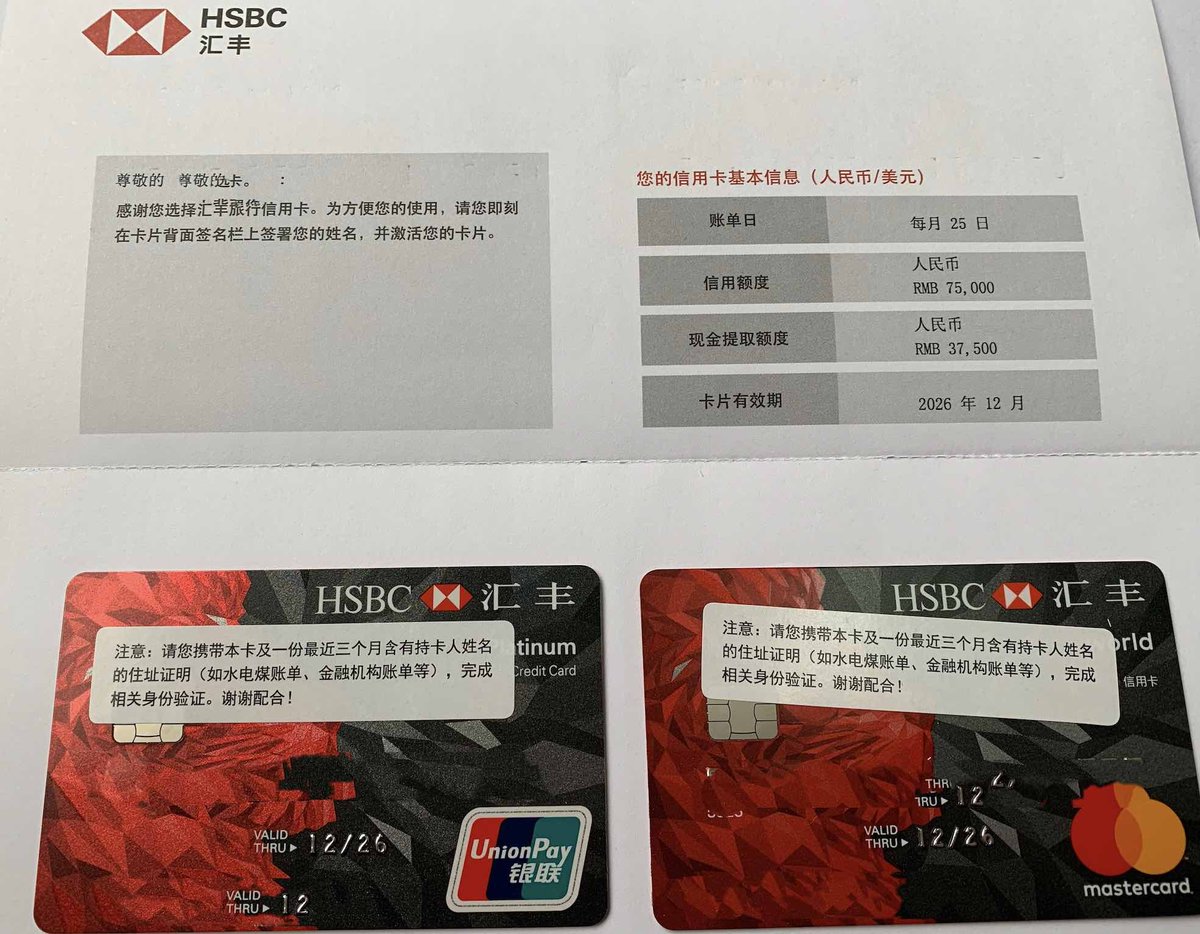 HSBC
汇丰
尊敬的 尊敬的选卡。 :
感谢您选择汇丰旅行信用卡。为方便您的使用，请您即刻
在卡片背面签名栏上签署您的姓名，并激活您的卡片。
您的信用卡基本信息（人民币/美元）
账单日 每月 25 日
信用额度 人民币
RMB 75,000
现金提取额度 人民币
RMB 37,500
卡片有效期 2026 年 12 月
HSBC 汇丰
注意：请您携带本卡及一份最近三个月含有持卡人姓名
的住址证明（如水电煤账单、金融机构账单等），完成
相关身份验证。谢谢配合！
Credit Card
VALID
THRU 12/26
VALID
THRU 12
UnionPay
银联
HSBC 汇丰
注意：请您携带本卡及一份最近三个月含有持卡人姓名
的住址证明（如水电煤账单、金融机构账单等），完成
相关身份验证。谢谢配合！
信用卡
12
VALID
THRU 12/26
mastercard